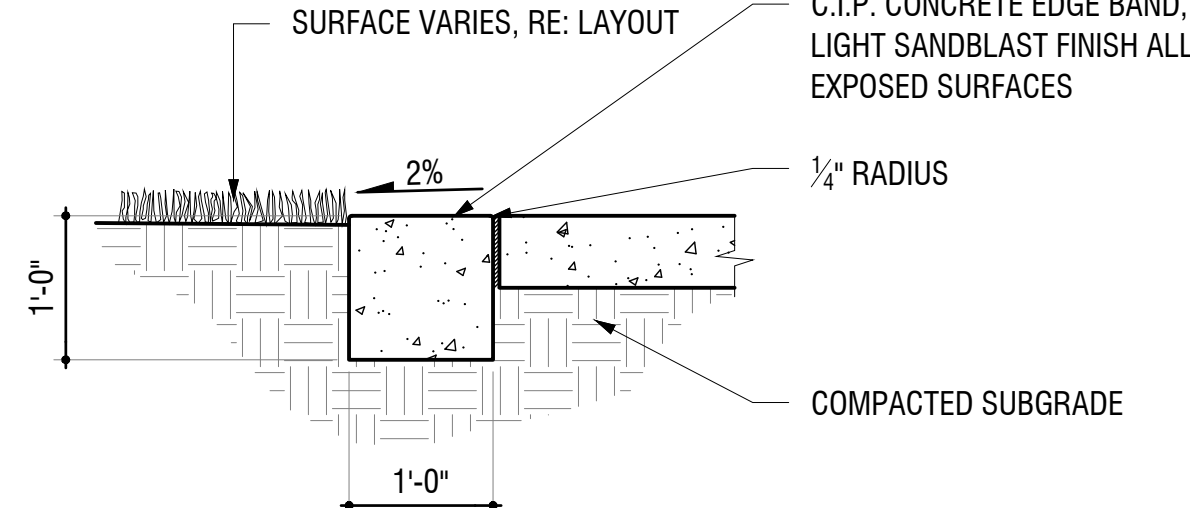 SURFACE VARIES, RE: LAYOUT
C.I.P. CONCRETE EDGE BAND,
LIGHT SANDBLAST FINISH ALL
EXPOSED SURFACES
2%
¼" RADIUS
1'-0"
COMPACTED SUBGRADE
1'-0"